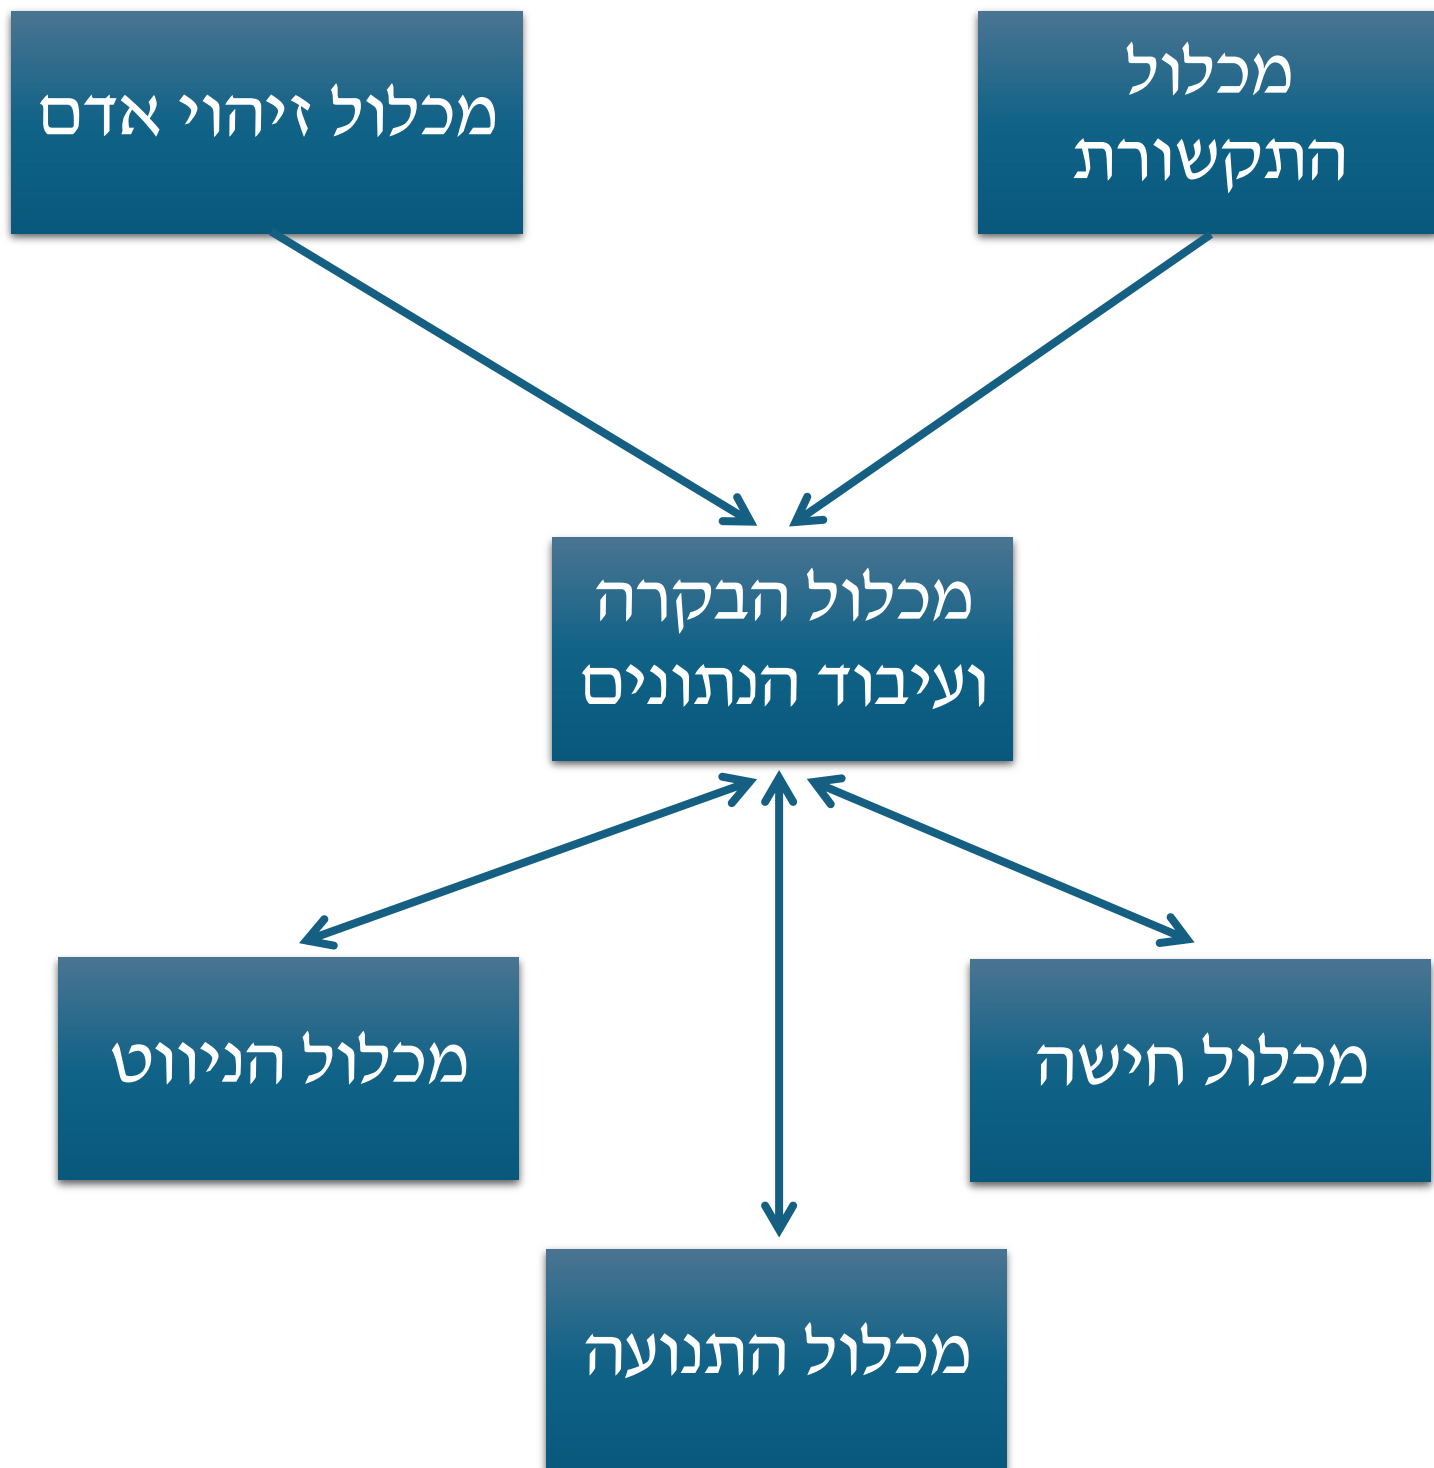 מכלול
התקשורת
מכלול זיהוי אדם
מכלול הבקרה
ועיבוד הנתונים
מכלול חישה
מכלול הניווט
מכלול התנועה